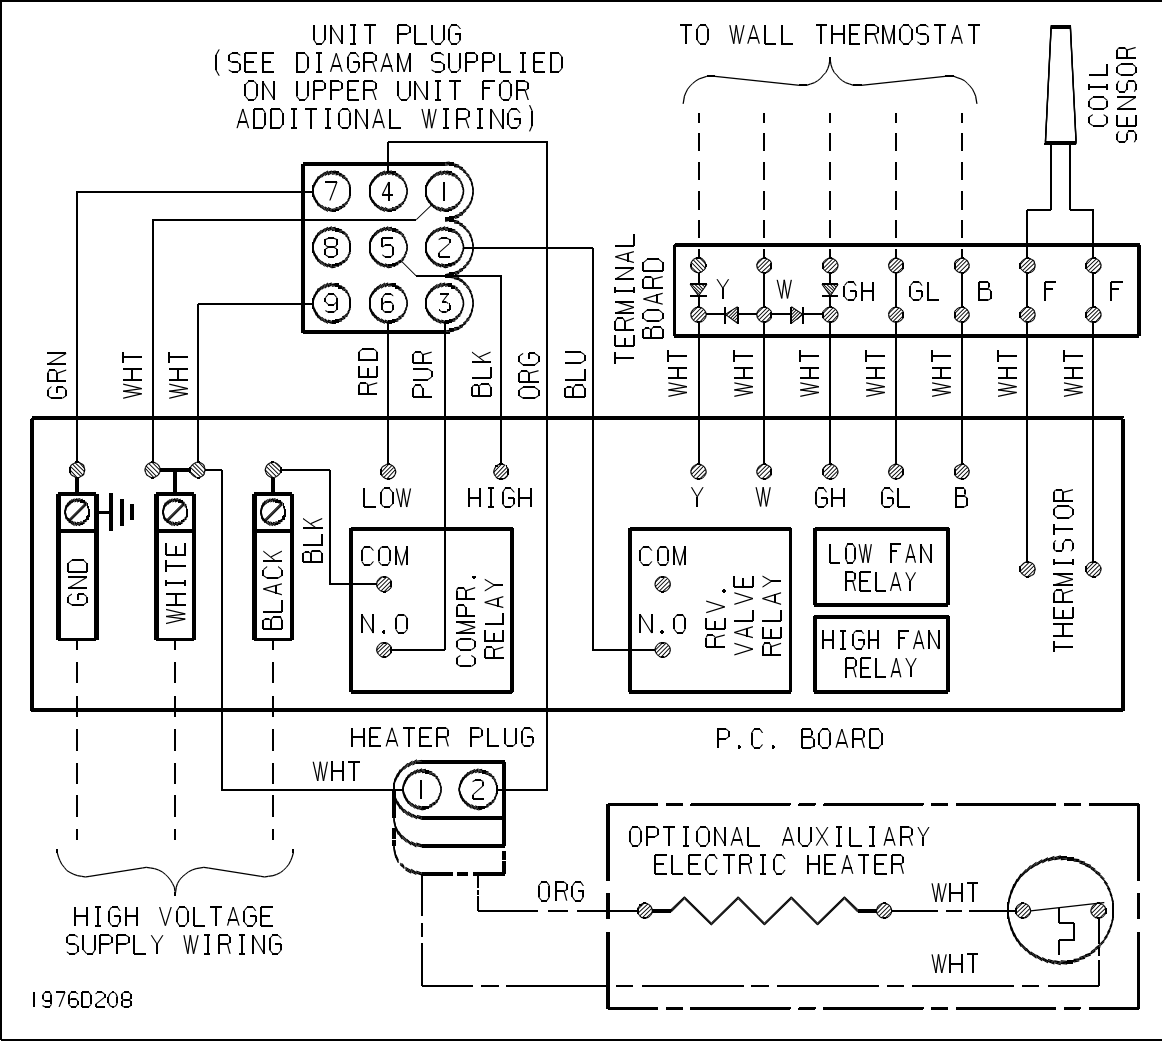 UNIT PLUG
(SEE DIAGRAM SUPPLIED
ON UPPER UNIT FOR
ADDITIONAL WIRING)
TO WALL THERMOSTAT
COIL
SENSOR
7 4 1
8 5 2
9 6 3
TERMINAL
BOARD
Y W GH GL B F F
GRN WHT WHT RED PUR BLK ORG BLU
WHT WHT WHT WHT WHT WHT WHT
LOW HIGH
Y W GH GL B
THERMISTOR
GND
WHITE
BLACK
BLK
COM
N.O
COMPR.
RELAY
COM
N.O
REV.
VALVE
RELAY
LOW FAN
RELAY
HIGH FAN
RELAY
HEATER PLUG
P.C. BOARD
WHT
1 2
OPTIONAL AUXILIARY
ELECTRIC HEATER
ORG
WHT
WHT
HIGH VOLTAGE
SUPPLY WIRING
1976D208